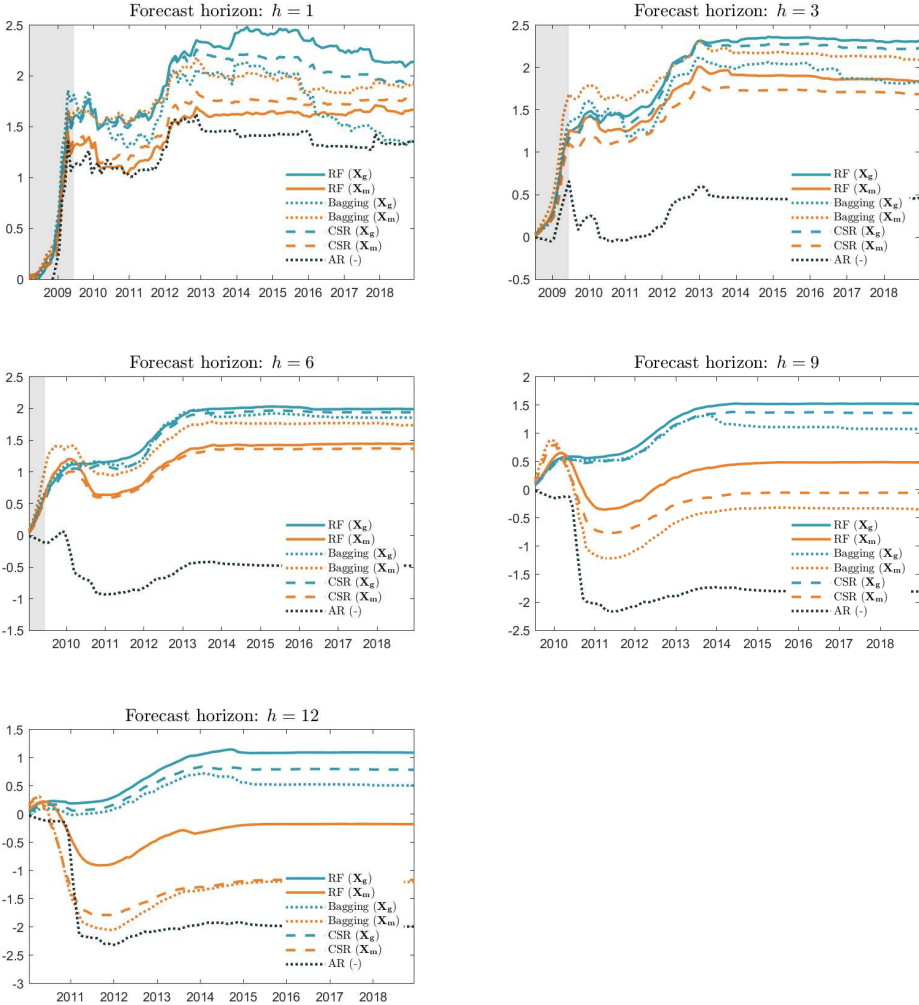 Forecast horizon: h = 1
2.5
2
1.5
1
0.5
0
RF (Xg)
RF (Xm)
Bagging (Xg)
Bagging (Xm)
CSR (Xg)
CSR (Xm)
AR (-)
2009 2010 2011 2012 2013 2014 2015 2016 2017 2018
Forecast horizon: h = 3
2.5
2
1.5
1
0.5
0
-0.5
RF (Xg)
RF (Xm)
Bagging (Xg)
Bagging (Xm)
CSR (Xg)
CSR (Xm)
AR (-)
2009 2010 2011 2012 2013 2014 2015 2016 2017 2018
Forecast horizon: h = 6
2.5
2
1.5
1
0.5
0
-0.5
-1
-1.5
RF (Xg)
RF (Xm)
Bagging (Xg)
Bagging (Xm)
CSR (Xg)
CSR (Xm)
AR (-)
2010 2011 2012 2013 2014 2015 2016 2017 2018
Forecast horizon: h = 9
2
1.5
1
0.5
0
-0.5
-1
-1.5
-2
-2.5
RF (Xg)
RF (Xm)
Bagging (Xg)
Bagging (Xm)
CSR (Xg)
CSR (Xm)
AR (-)
2010 2011 2012 2013 2014 2015 2016 2017 2018
Forecast horizon: h = 12
1.5
1
0.5
0
-0.5
-1
-1.5
-2
-2.5
-3
RF (Xg)
RF (Xm)
Bagging (Xg)
Bagging (Xm)
CSR (Xg)
CSR (Xm)
AR (-)
2011 2012 2013 2014 2015 2016 2017 2018